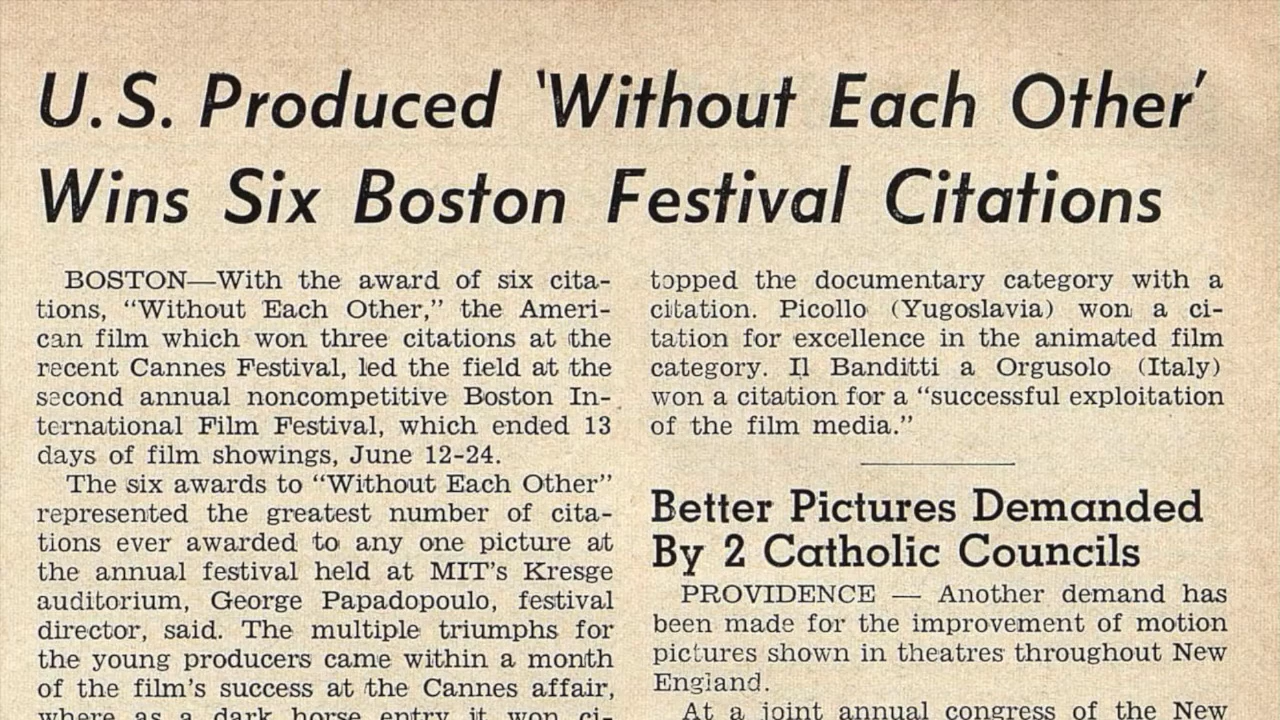 U.S. Produced 'Without Each Other'
Wins Six Boston Festival Citations
BOSTON—With the award of six cita-
tions, “Without Each Other,” the Ameri-
can film which won three citations at the
recent Cannes Festival, led the field at the
second annual noncompetitive Boston In-
ternational Film Festival, which ended 13
days of film showings, June 12-24.
The six awards to “Without Each Other”
represented the greatest number of cita-
tions ever awarded to any one picture at
the annual festival held at MIT's Kresge
auditorium, George Papadopoulo, festival
director, said. The multiple triumphs for
the young producers came within a month
of the film's success at the Cannes affair,
where as a dark horse entry it won ci-
topped the documentary category with a
citation. Picollo (Yugoslavia) won a ci-
tation for excellence in the animated film
category. Il Banditti a Orgusolo (Italy)
won a citation for a “successful exploitation
of the film media.”
Better Pictures Demanded
By 2 Catholic Councils
PROVIDENCE — Another demand has
been made for the improvement of motion
pictures shown in theatres throughout New
England.
At a joint annual congress of the New